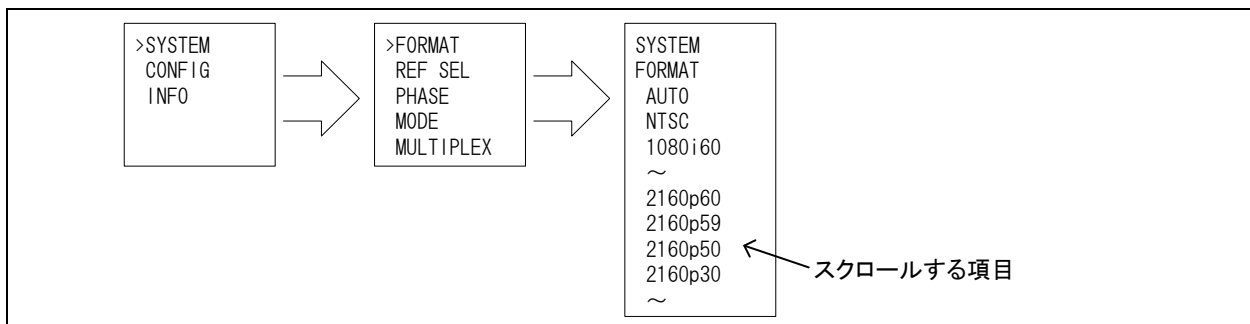 >SYSTEM
CONFIG
INFO
>FORMAT
REF SEL
PHASE
MODE
MULTIPLEX
SYSTEM
FORMAT
AUTO
NTSC
1080i60
～
2160p60
2160p59
2160p50
2160p30
～
スクロールする項目